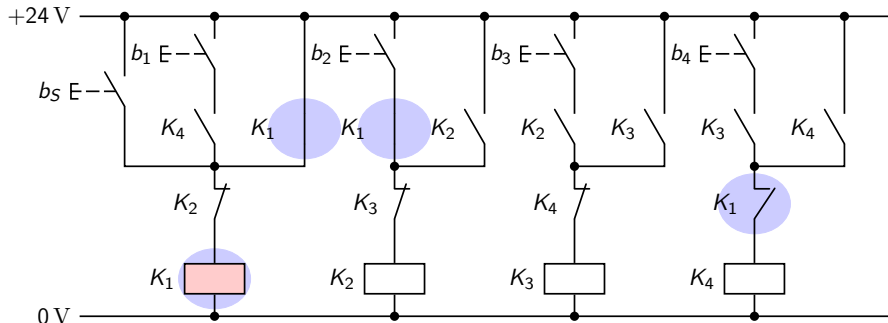 +24 V
b1 b2 b3 b4
bS
K4 K1 K1 K2 K2 K3 K3 K4
K2 K3 K4 K1
K1 K2 K3 K4
0 V